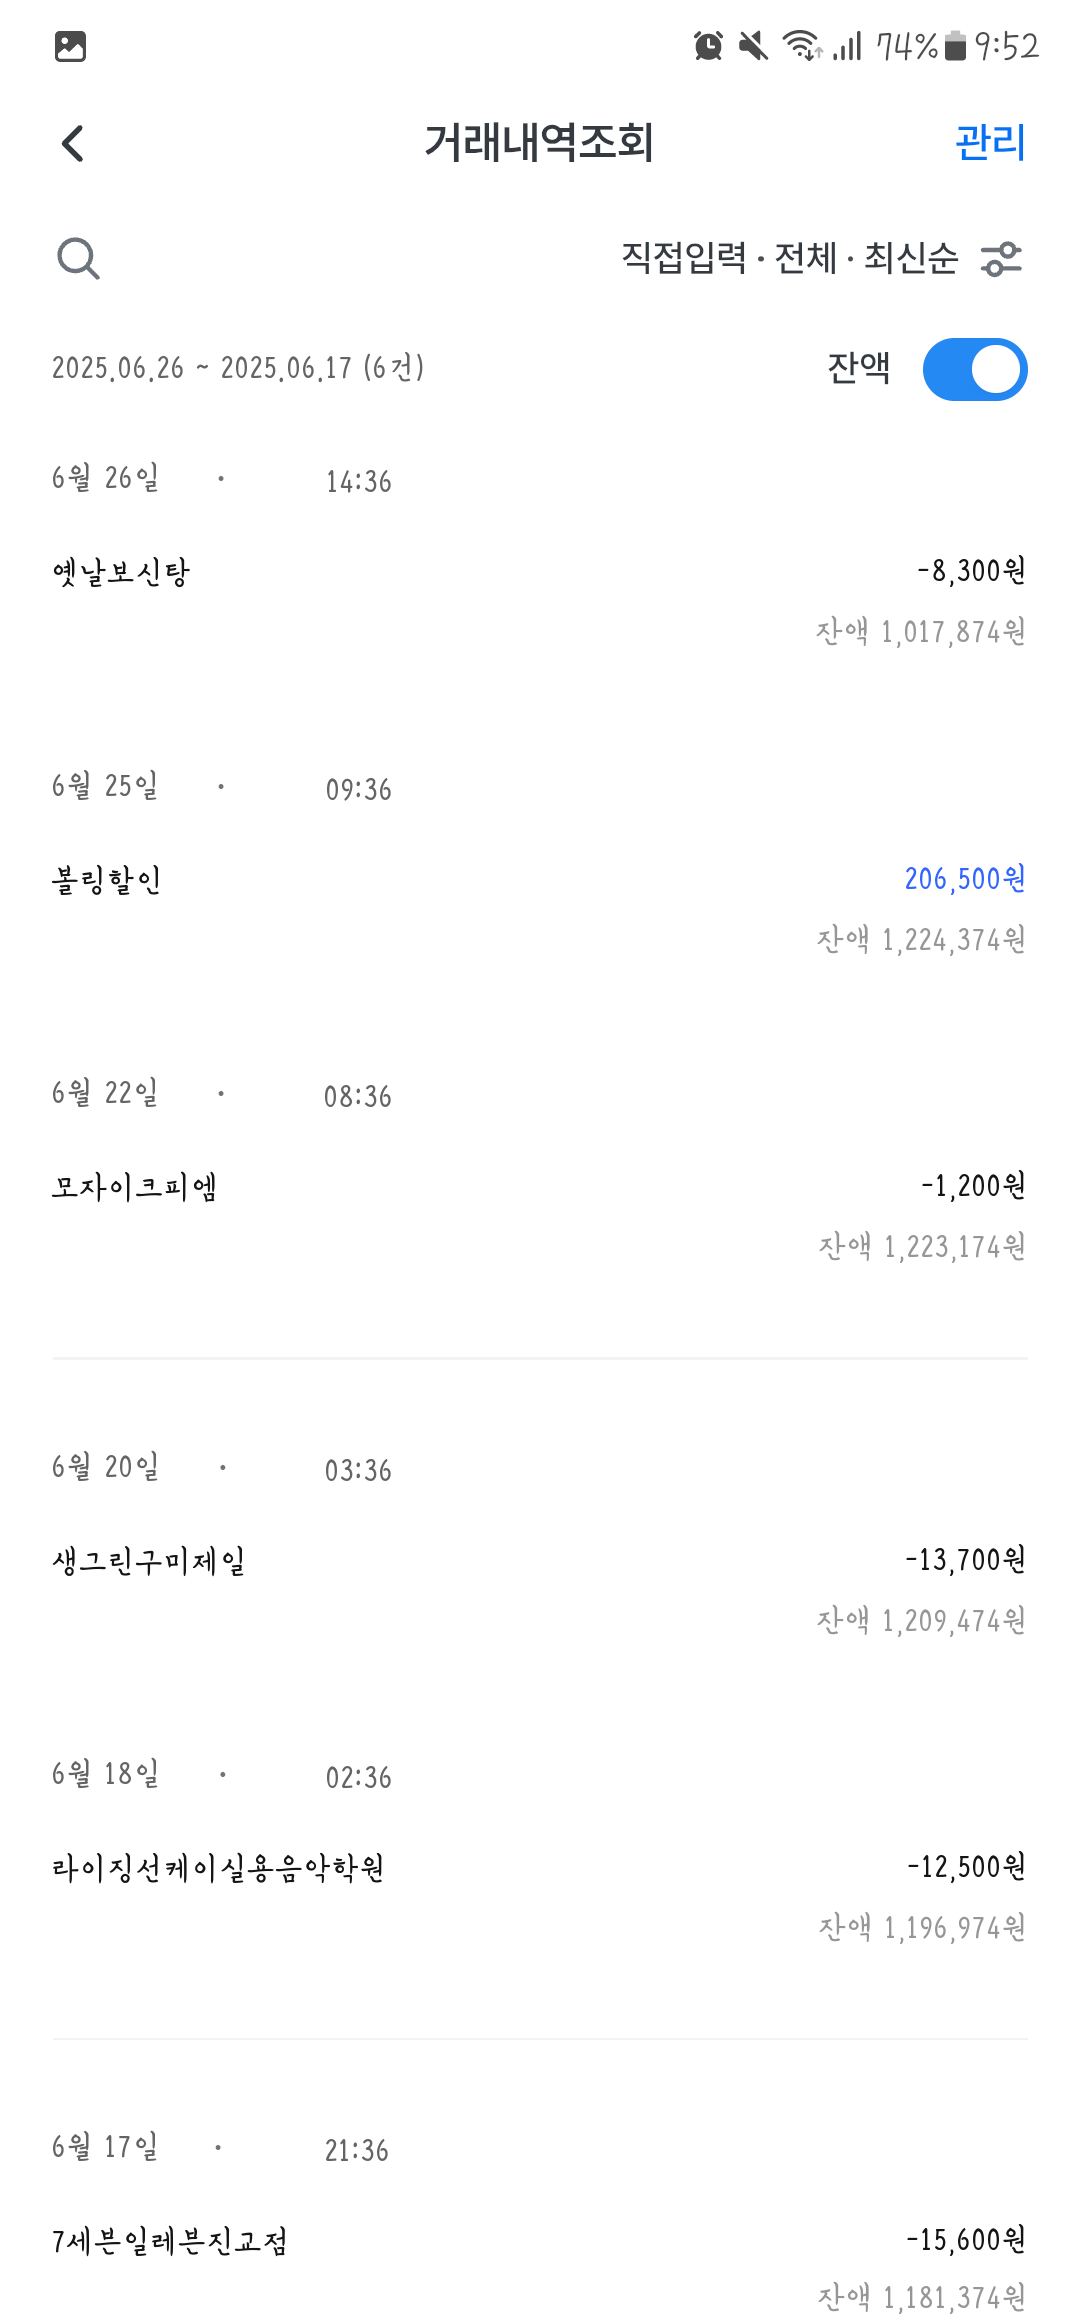 74% 9:52
거래내역조회 관리
직접입력 · 전체 · 최신순
2025.06.26 ~ 2025.06.17 (6건) 잔액
6월 26일 · 14:36
옛날보신탕 -8,300원
잔액 1,017,874원
6월 25일 · 09:36
볼링할인 206,500원
잔액 1,224,374원
6월 22일 · 08:36
모자이크피엠 -1,200원
잔액 1,223,174원
6월 20일 · 03:36
생그린구미제일 -13,700원
잔액 1,209,474원
6월 18일 · 02:36
라이징선케이실용음악학원 -12,500원
잔액 1,196,974원
6월 17일 · 21:36
7세븐일레븐진교점 -15,600원
잔액 1,181,374원